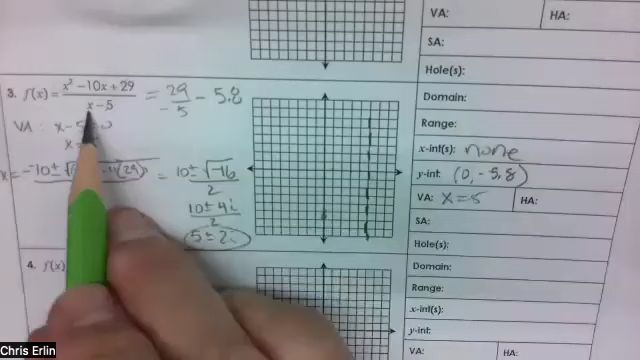 VA: HA:
SA:
Hole(s):
3. f(x) = x² − 10x + 29 / x − 5 = 29 / −5 − 5.8
Domain:
VA: x − 5
Range:
x-int(s): none
10 ± √−16 / 2
y-int: (0, −5.8)
10 ± 4i / 2
VA: x = 5 HA:
SA:
5 ± 2i
Hole(s):
4. f(x)
Domain:
Range:
x-int(s):
y-int:
VA: HA:
Chris Erlin